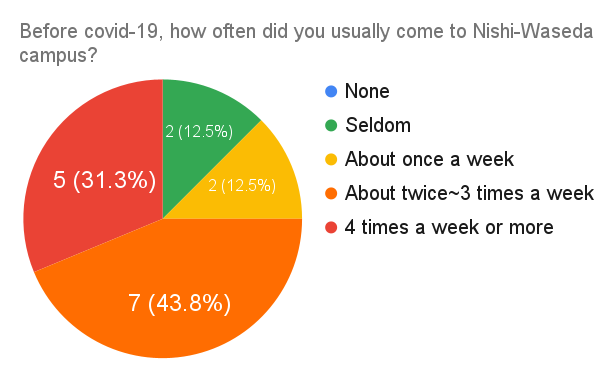 Before covid-19, how often did you usually come to Nishi-Waseda
campus?
None
Seldom
About once a week
About twice~3 times a week
4 times a week or more
2 (12.5%)
2 (12.5%)
5 (31.3%)
7 (43.8%)